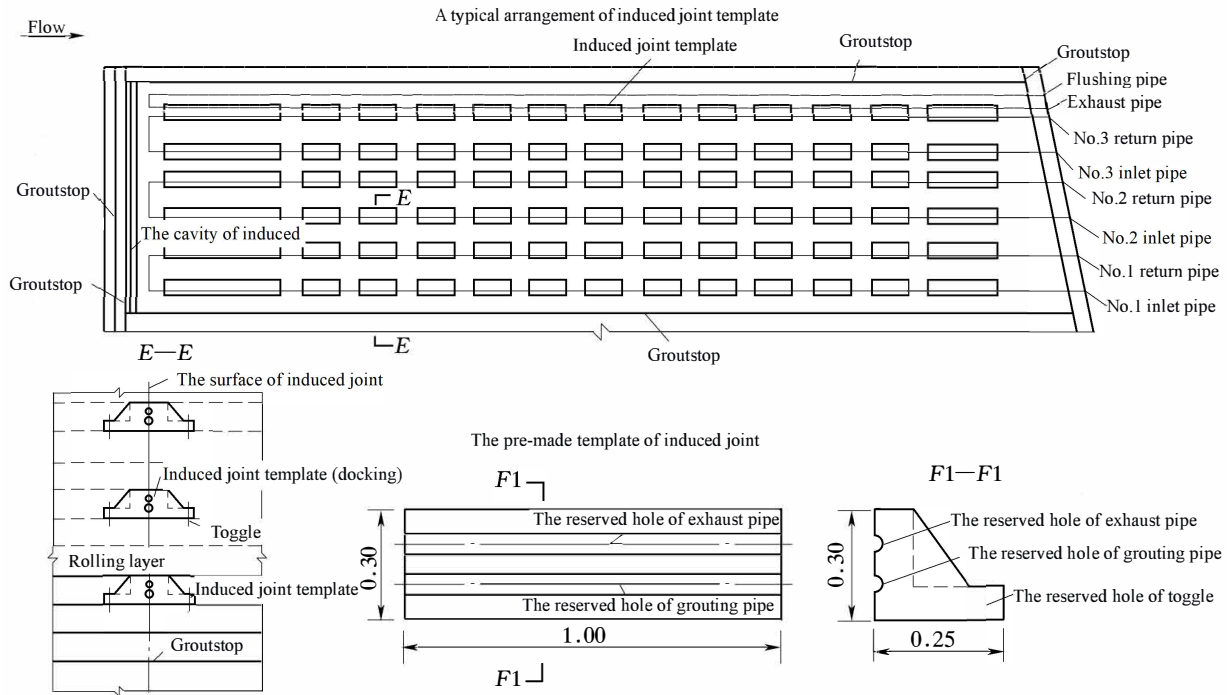 A typical arrangement of induced joint template
Flow
Induced joint template
Groutstop
Groutstop
Flushing pipe
Exhaust pipe
No.3 return pipe
No.3 inlet pipe
No.2 return pipe
No.2 inlet pipe
No.1 return pipe
No.1 inlet pipe
Groutstop
E
The cavity of induced
Groutstop
E
Groutstop
E—E
The surface of induced joint
Induced joint template (docking)
Toggle
Rolling layer
Induced joint template
Groutstop
The pre-made template of induced joint
F1
The reserved hole of exhaust pipe
0.30
The reserved hole of grouting pipe
1.00
F1
F1—F1
The reserved hole of exhaust pipe
0.30
The reserved hole of grouting pipe
The reserved hole of toggle
0.25